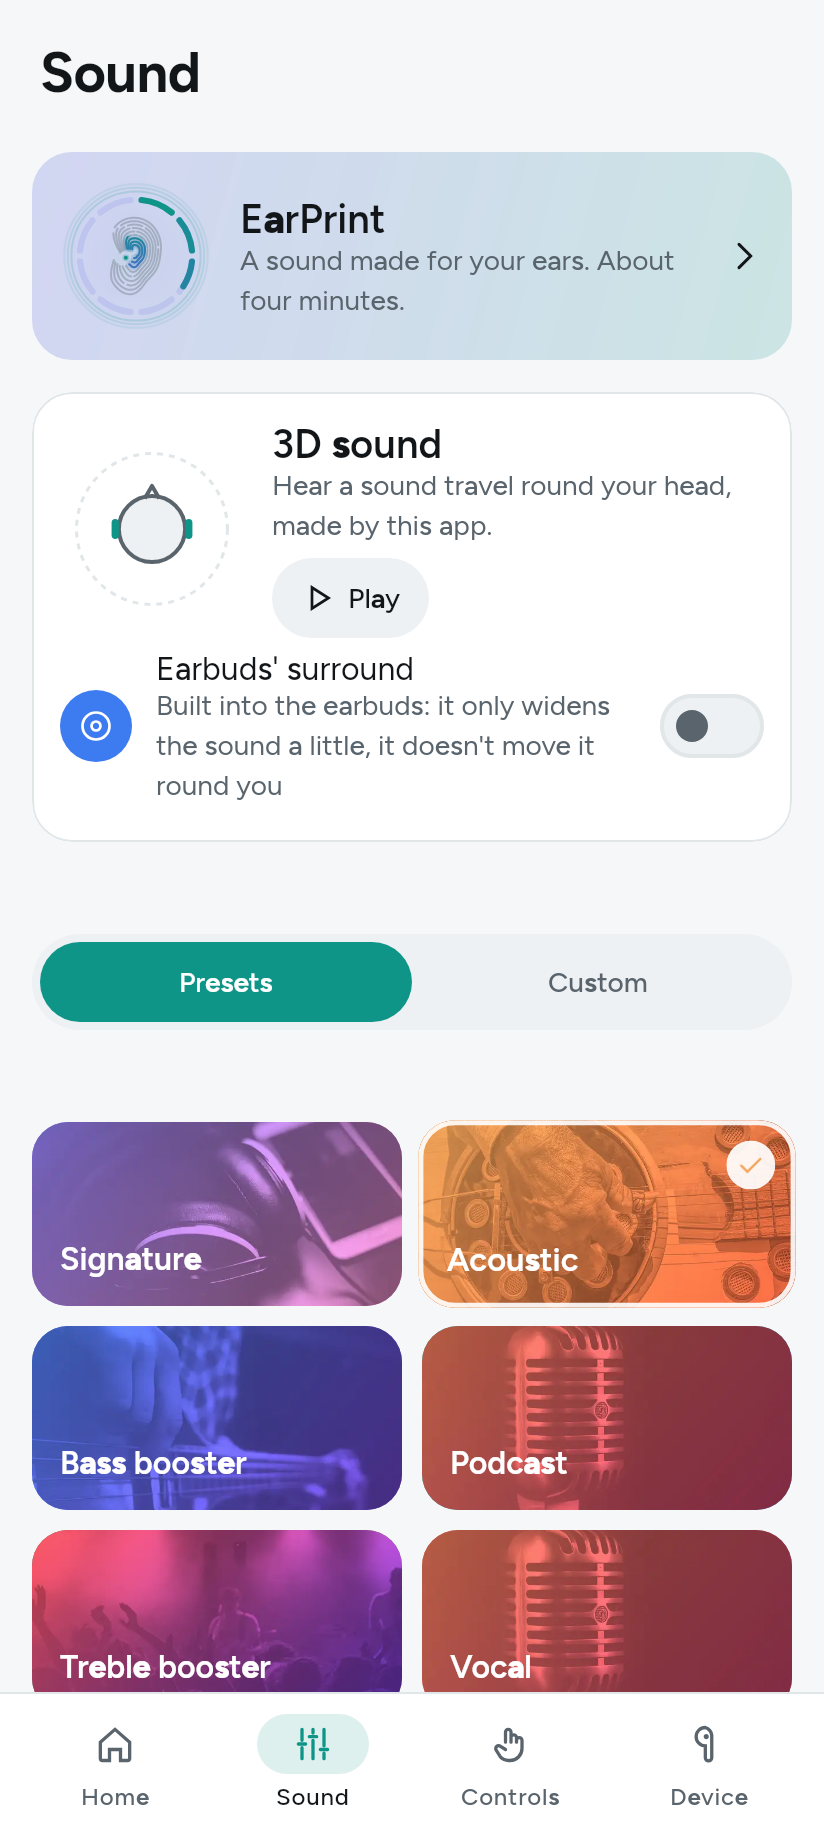 Sound
EarPrint
A sound made for your ears. About
four minutes.
3D sound
Hear a sound travel round your head,
made by this app.
Play
Earbuds' surround
Built into the earbuds: it only widens
the sound a little, it doesn't move it
round you
Presets
Custom
Signature
Acoustic
Bass booster
Podcast
Treble booster
Vocal
Home
Sound
Controls
Device